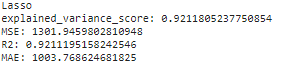 Lasso
explained_variance_score: 0.9211805237750854
MSE: 1301.9459802810948
R2: 0.9211195158242546
MAE: 1003.768624681825